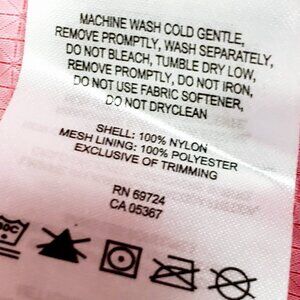 MACHINE WASH COLD GENTLE,
REMOVE PROMPTLY, WASH SEPARATELY,
DO NOT BLEACH, TUMBLE DRY LOW,
REMOVE PROMPTLY, DO NOT IRON,
DO NOT USE FABRIC SOFTENER,
DO NOT DRYCLEAN
SHELL: 100% NYLON
MESH LINING: 100% POLYESTER
EXCLUSIVE OF TRIMMING
RN 69724
CA 05367